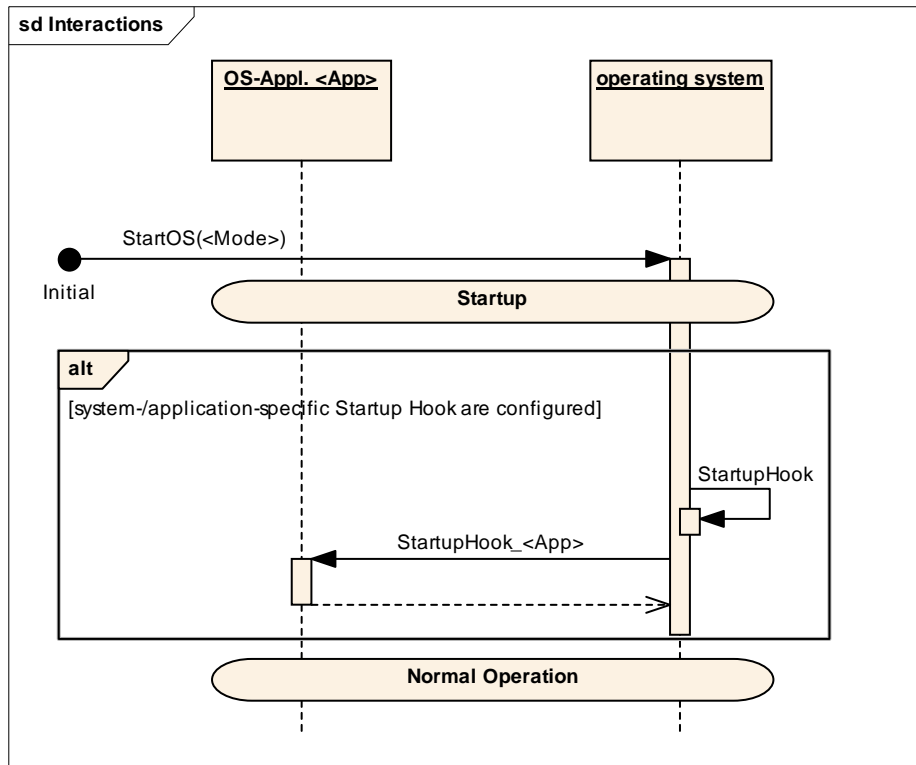 sd Interactions
OS-Appl. <App>
operating system
StartOS(<Mode>)
Initial
Startup
alt
[system-/application-specific Startup Hook are configured]
StartupHook
StartupHook_<App>
Normal Operation